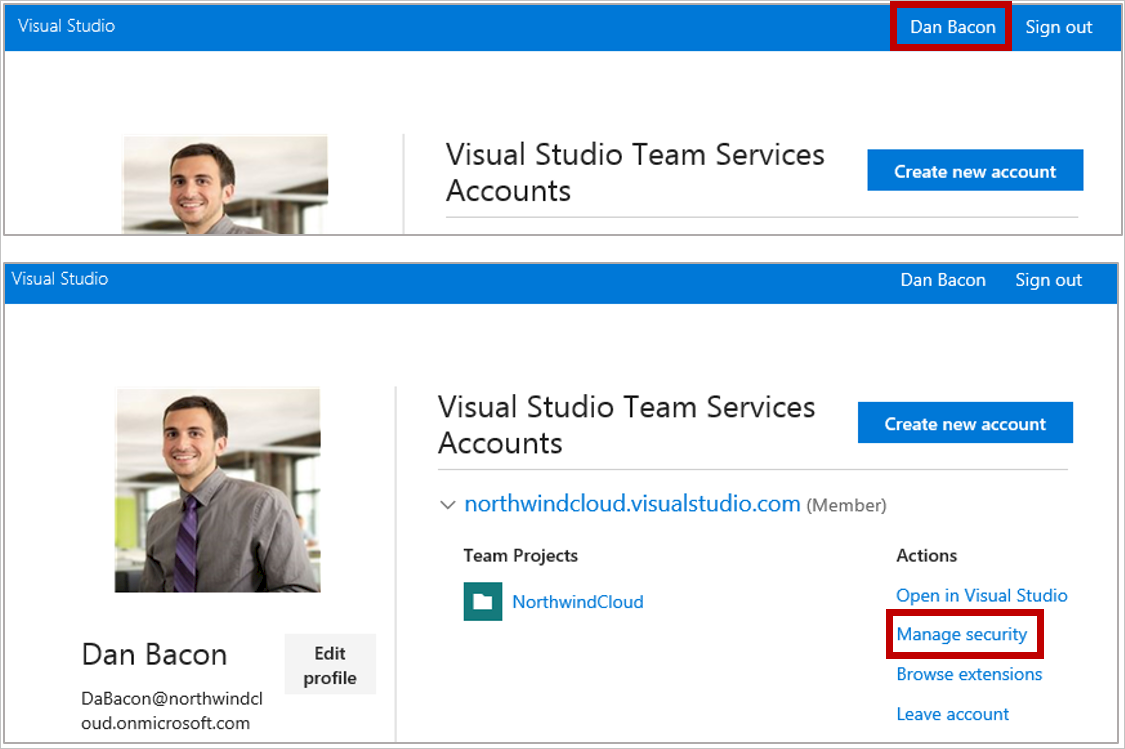 Visual Studio
Dan Bacon
Sign out
Visual Studio Team Services
Accounts
Create new account
Visual Studio
Dan Bacon
Sign out
Visual Studio Team Services
Accounts
Create new account
northwindcloud.visualstudio.com (Member)
Team Projects
NorthwindCloud
Actions
Open in Visual Studio
Manage security
Browse extensions
Leave account
Dan Bacon
DaBacon@northwindcl
oud.onmicrosoft.com
Edit
profile